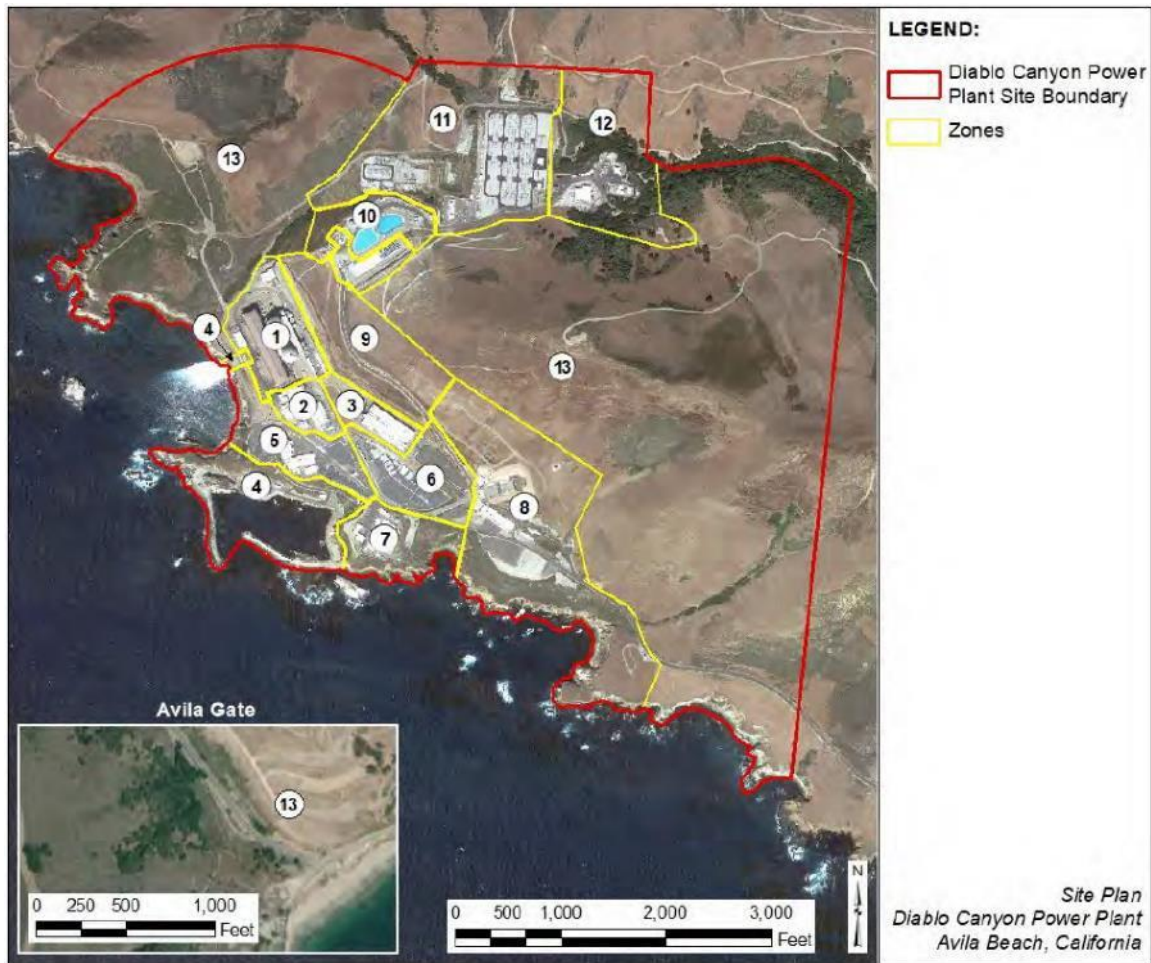 LEGEND:
Diablo Canyon Power
Plant Site Boundary
Zones
11
12
13
10
4
1
9
13
2
3
5
6
4
8
7
Avila Gate
13
0 250 500 1,000
Feet
0 500 1,000 2,000 3,000
Feet
N
Site Plan
Diablo Canyon Power Plant
Avila Beach, California